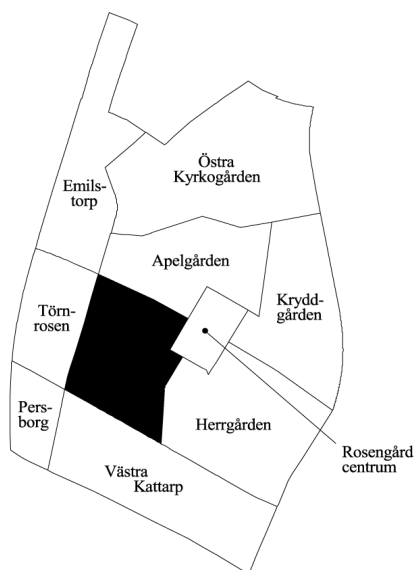 Östra
Kyrkogården
Emils-
torp
Apelgården
Törn-
rosen
Krydd-
gården
Pers-
borg
Herrgården
Rosengård
centrum
Västra
Kattarp